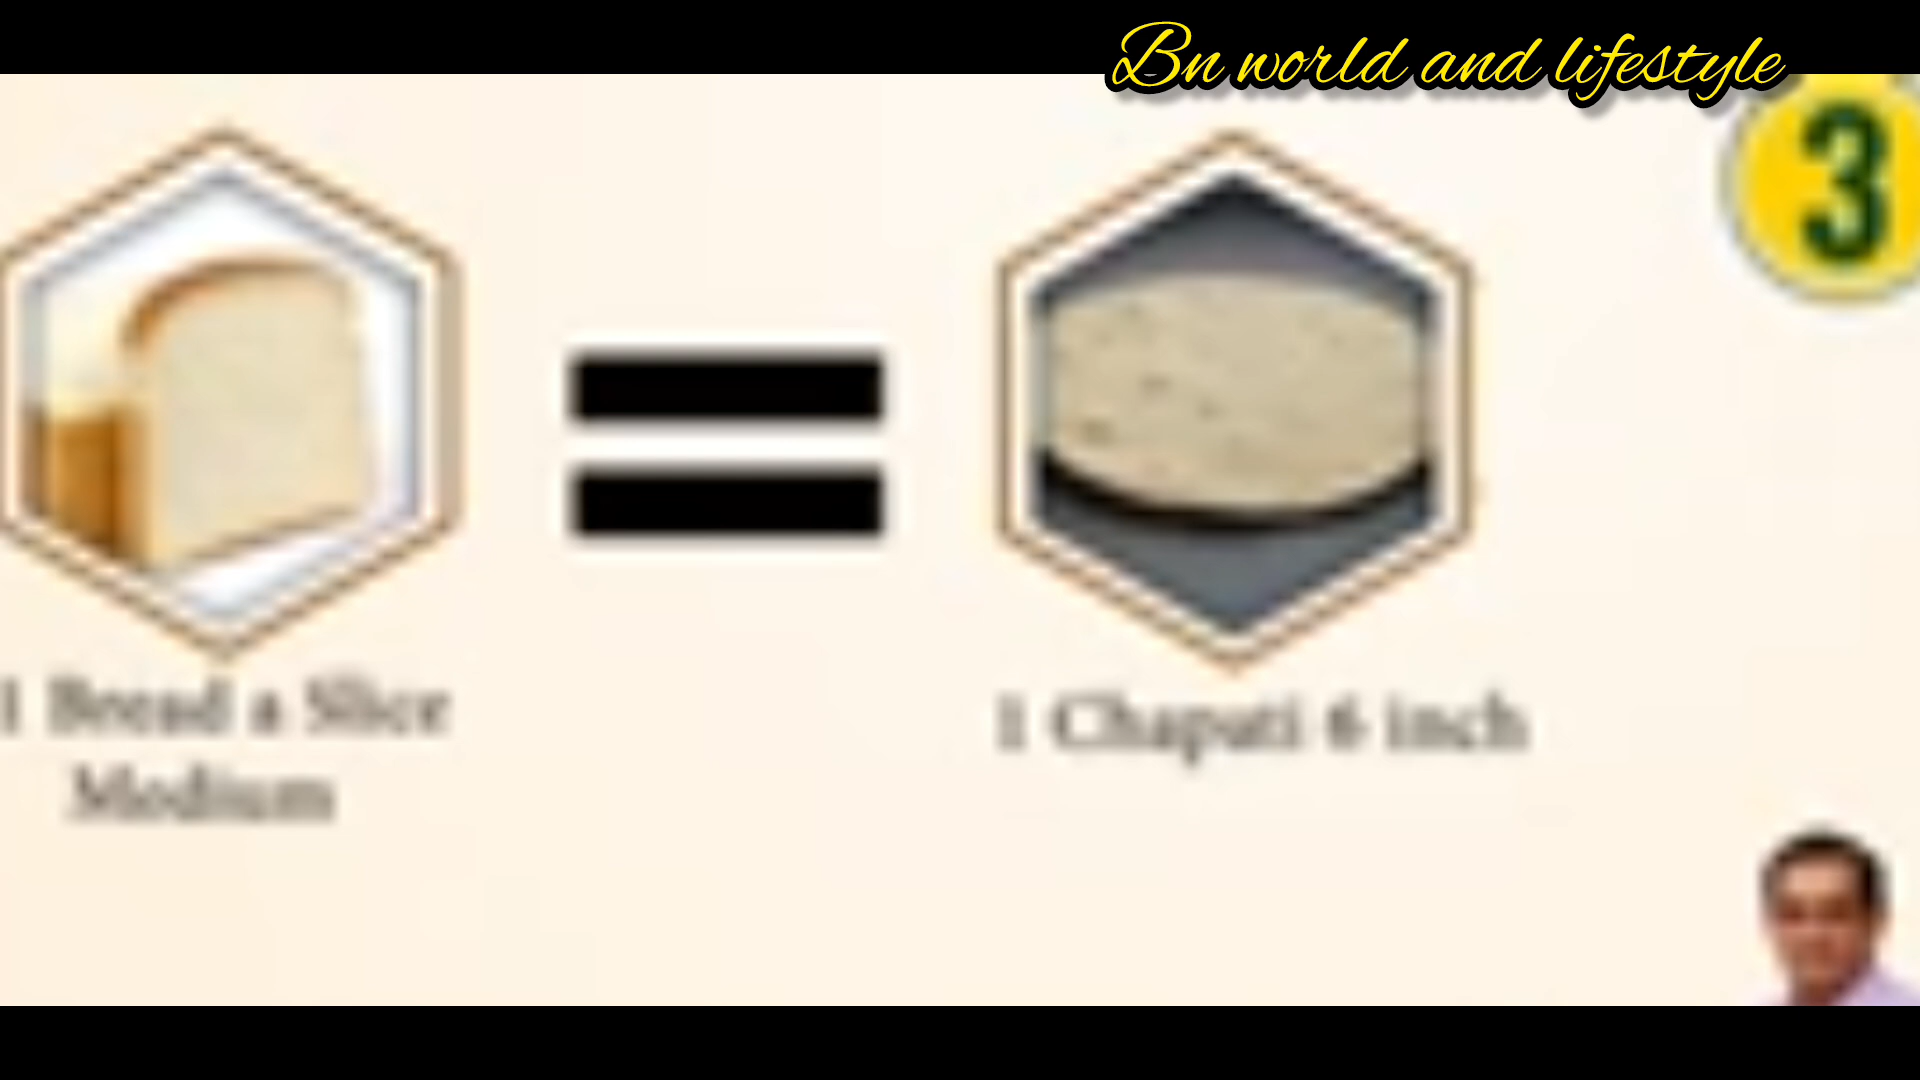 Bn world and lifestyle
3
1 Bread a Slice
Medium
1 Chapati 6 inch